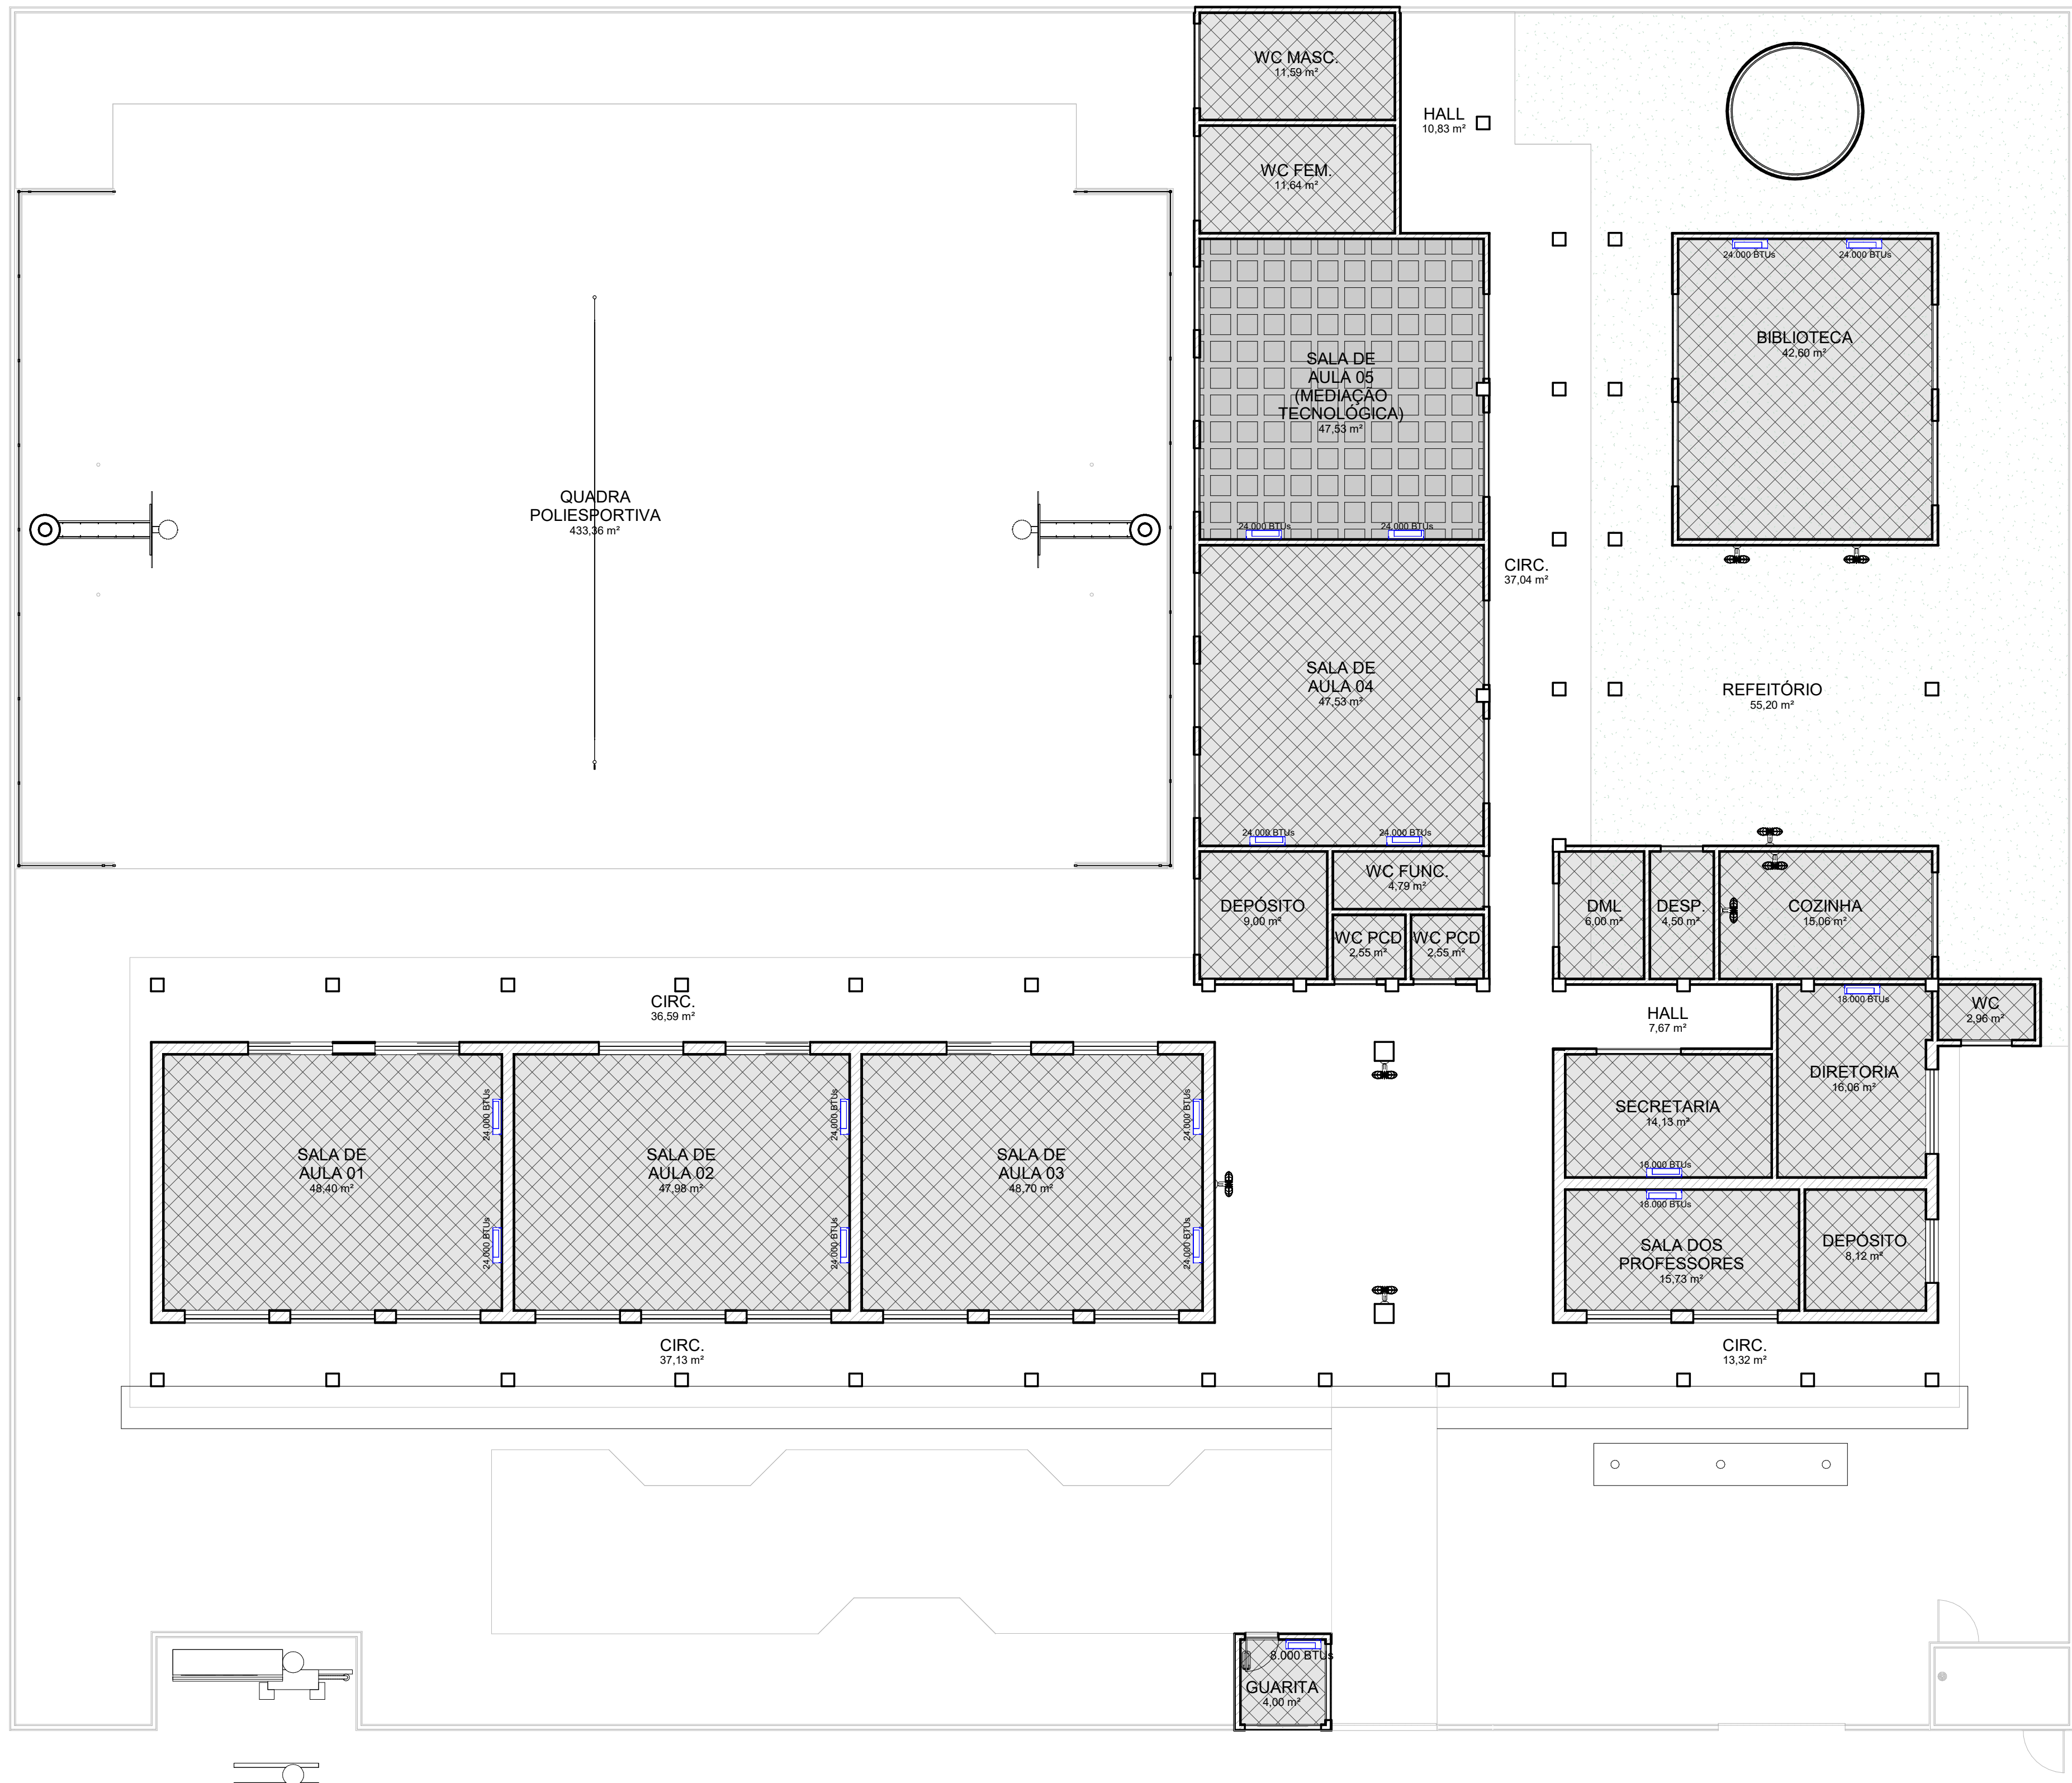 WC MASC.
11,59 m²
HALL
10,83 m²
WC FEM.
11,64 m²
24.000 BTUs
24.000 BTUs
BIBLIOTECA
42,60 m²
SALA DE
AULA 05
(MEDIAÇÃO
TECNOLÓGICA)
47,53 m²
QUADRA
POLIESPORTIVA
433,36 m²
24.000 BTUs
24.000 BTUs
CIRC.
37,04 m²
SALA DE
AULA 04
47,53 m²
REFEITÓRIO
55,20 m²
24.000 BTUs
24.000 BTUs
WC FUNC.
4,79 m²
DEPÓSITO
9,00 m²
DML
6,00 m²
DESP.
4,50 m²
COZINHA
15,06 m²
WC PCD
2,55 m²
WC PCD
2,55 m²
CIRC.
36,59 m²
HALL
7,67 m²
18.000 BTUs
WC
2,96 m²
DIRETORIA
16,06 m²
24.000 BTUs
24.000 BTUs
24.000 BTUs
SECRETARIA
14,13 m²
18.000 BTUs
SALA DE
AULA 01
48,40 m²
SALA DE
AULA 02
47,98 m²
SALA DE
AULA 03
48,70 m²
18.000 BTUs
24.000 BTUs
24.000 BTUs
24.000 BTUs
SALA DOS
PROFESSORES
15,73 m²
DEPÓSITO
8,12 m²
CIRC.
37,13 m²
CIRC.
13,32 m²
8.000 BTUs
GUARITA
4,00 m²